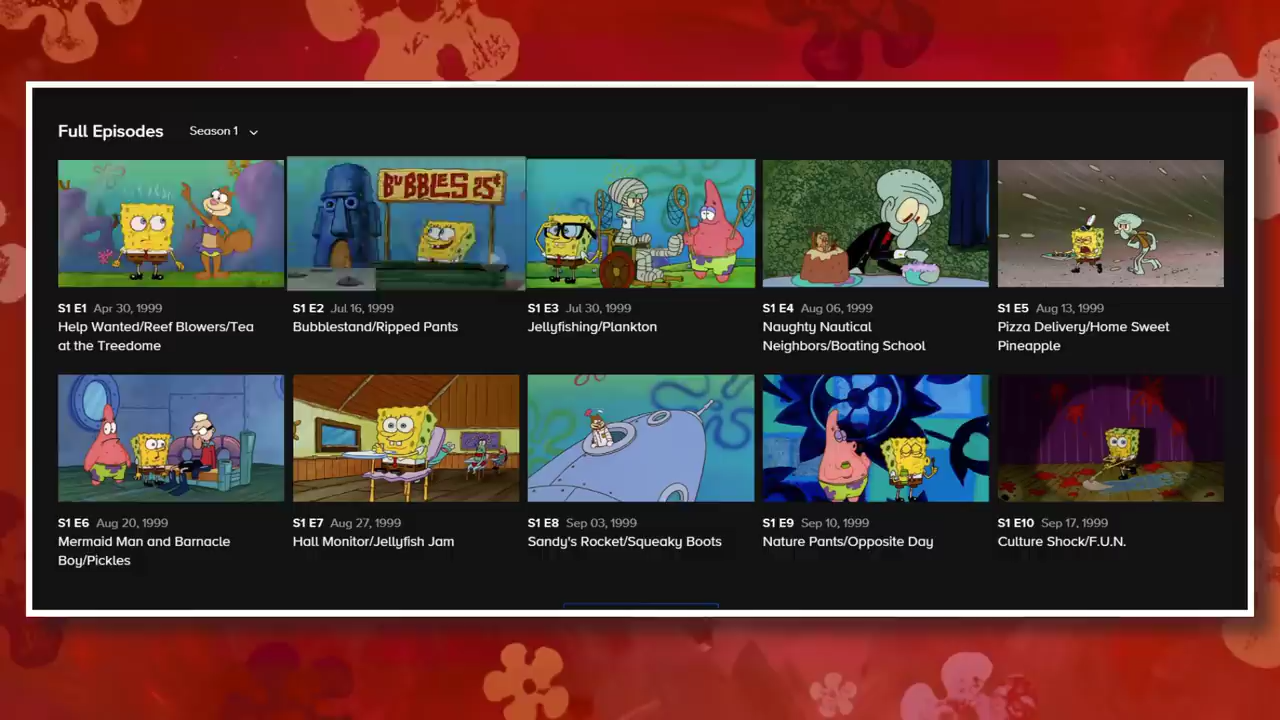 Full Episodes Season 1
BUBBLES 25¢
S1 E1 Apr 30, 1999
Help Wanted/Reef Blowers/Tea
at the Treedome
S1 E2 Jul 16, 1999
Bubblestand/Ripped Pants
S1 E3 Jul 30, 1999
Jellyfishing/Plankton
S1 E4 Aug 06, 1999
Naughty Nautical
Neighbors/Boating School
S1 E5 Aug 13, 1999
Pizza Delivery/Home Sweet
Pineapple
S1 E6 Aug 20, 1999
Mermaid Man and Barnacle
Boy/Pickles
S1 E7 Aug 27, 1999
Hall Monitor/Jellyfish Jam
S1 E8 Sep 03, 1999
Sandy's Rocket/Squeaky Boots
S1 E9 Sep 10, 1999
Nature Pants/Opposite Day
S1 E10 Sep 17, 1999
Culture Shock/F.U.N.